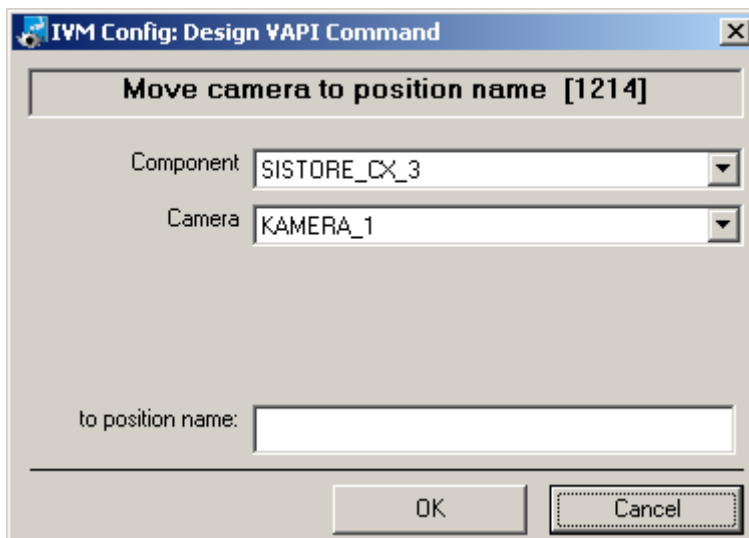 IVM Config: Design VAPI Command
Move camera to position name [1214]
Component SISTORE_CX_3
Camera KAMERA_1
to position name:
OK Cancel